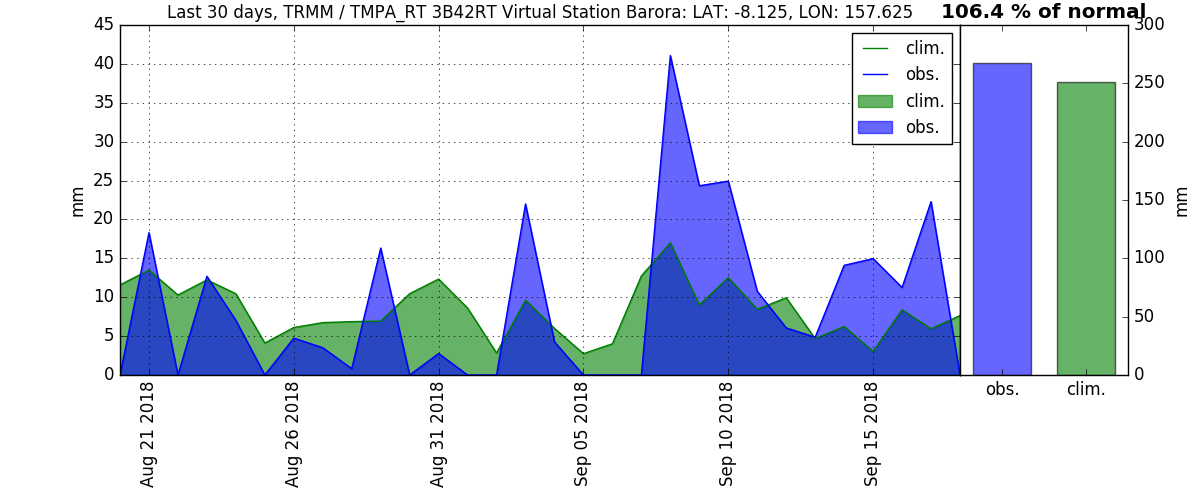 Last 30 days, TRMM / TMPA_RT 3B42RT Virtual Station Barora: LAT: -8.125, LON: 157.625
106.4 % of normal
45
40
35
30
25
20
15
10
5
0
mm
Aug 21 2018
Aug 26 2018
Aug 31 2018
Sep 05 2018
Sep 10 2018
Sep 15 2018
clim.
obs.
clim.
obs.
300
250
200
150
100
50
0
mm
obs. clim.